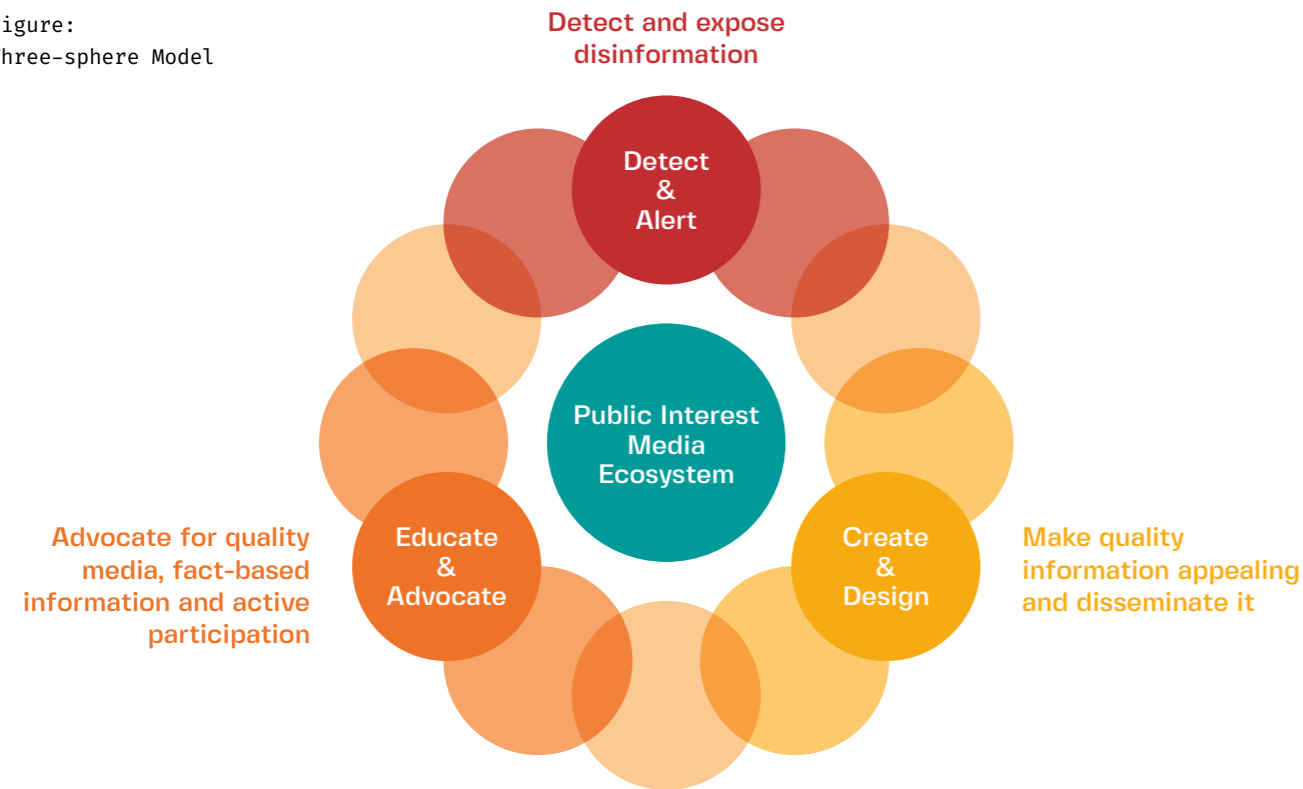 igure:
hree-sphere Model
Detect and expose
disinformation
Detect
&
Alert
Public Interest
Media
Ecosystem
Advocate for quality
media, fact-based
information and active
participation
Educate
&
Advocate
Create
&
Design
Make quality
information appealing
and disseminate it